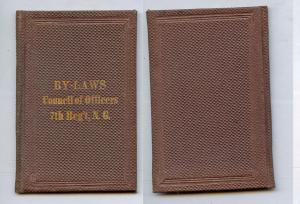 BY-LAWS
Council of Officers
7th Reg't, N. G.